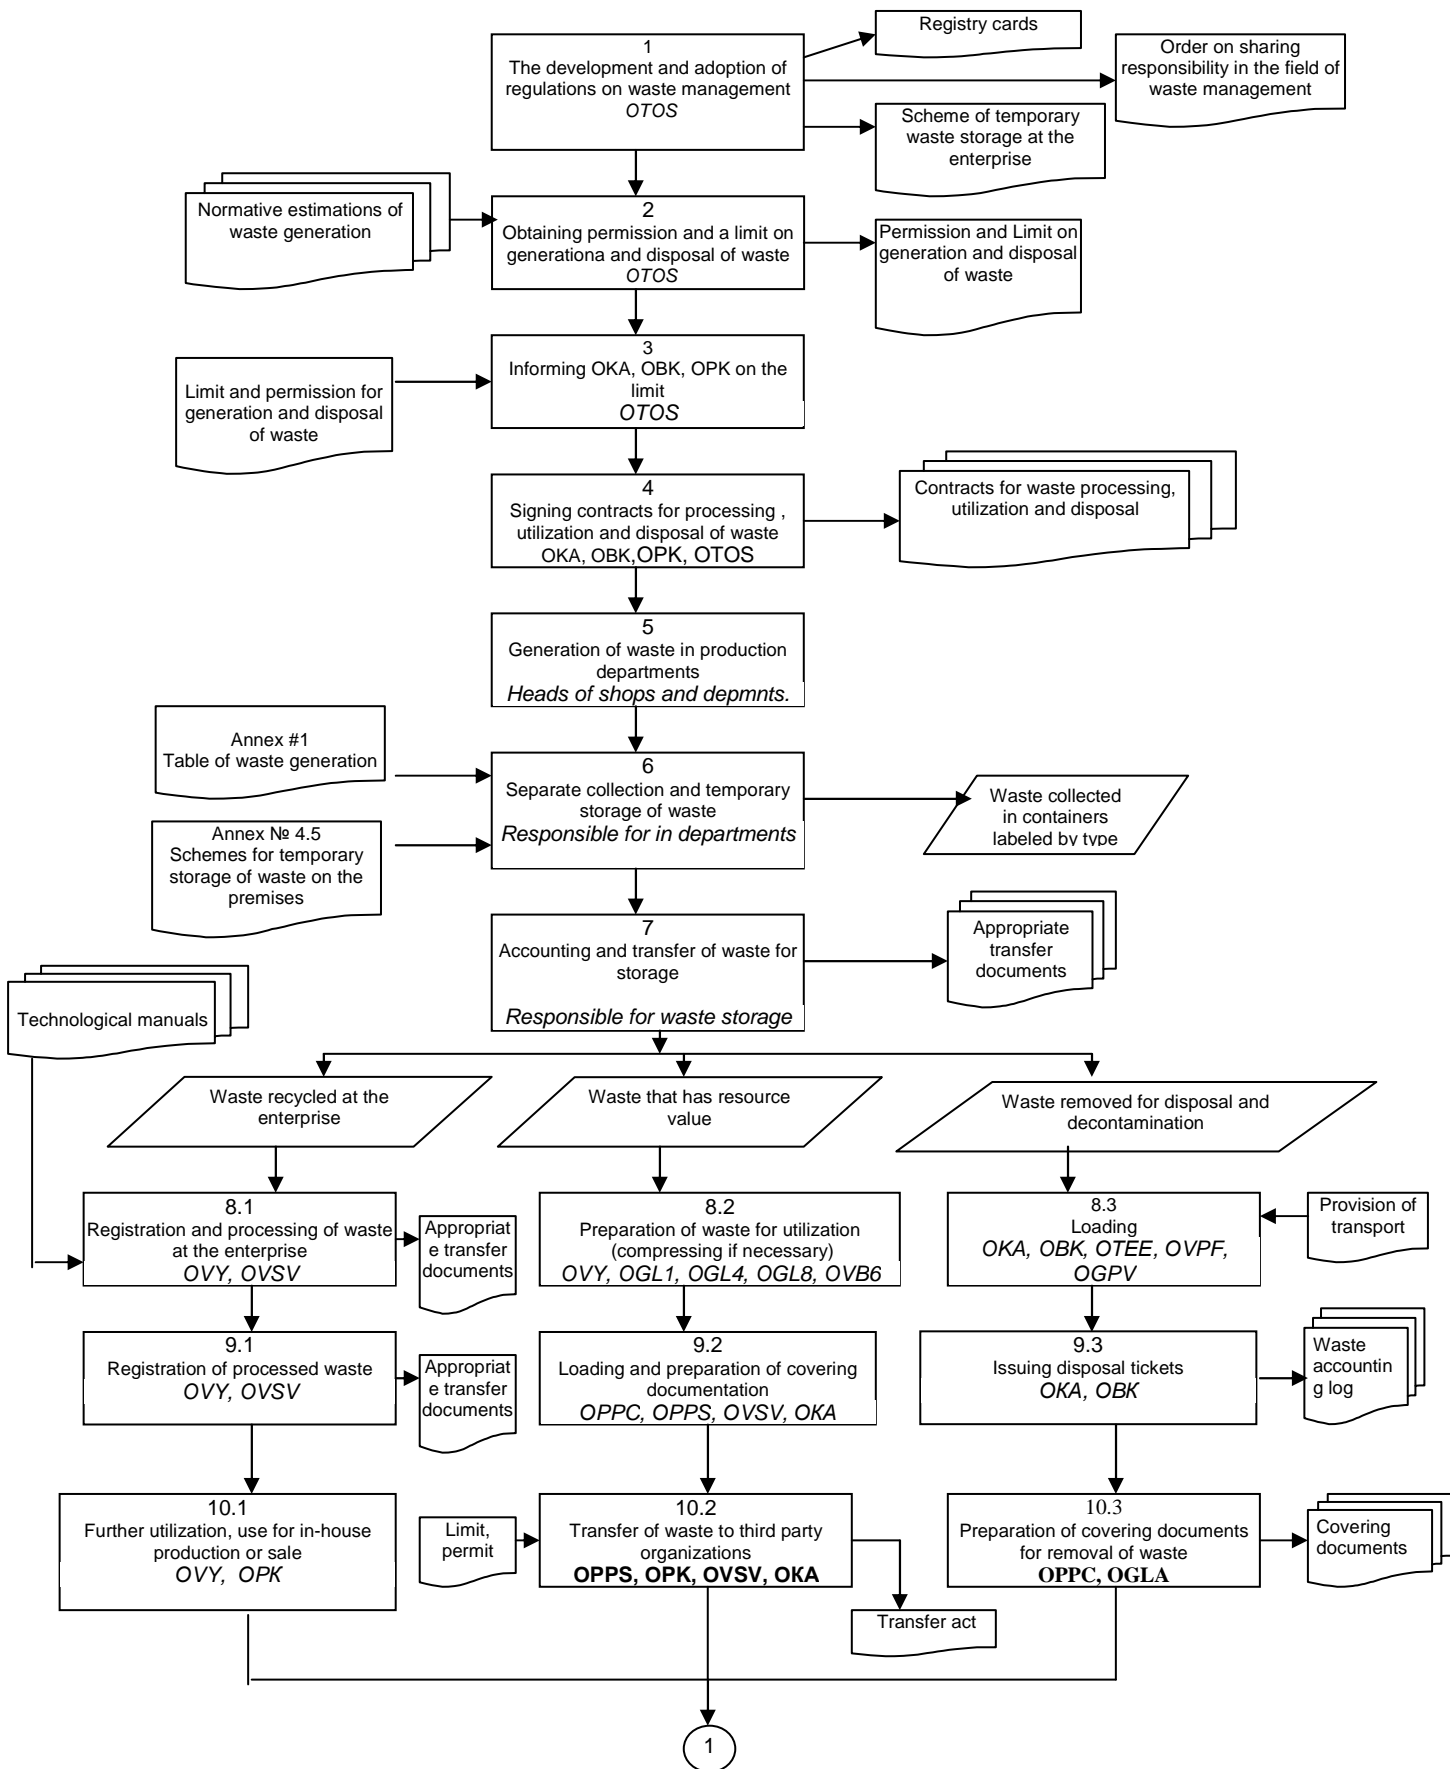 Registry cards
1
The development and adoption of
regulations on waste management
OTOS
Order on sharing
responsibility in the field of
waste management
Scheme of temporary
waste storage at the
enterprise
Normative estimations of
waste generation
2
Obtaining permission and a limit on
generationa and disposal of waste
OTOS
Permission and Limit on
generation and disposal
of waste
3
Informing OKA, OBK, OPK on the
limit
OTOS
Limit and permission for
generation and disposal
of waste
4
Signing contracts for processing ,
utilization and disposal of waste
OKA, OBK,OPK, OTOS
Contracts for waste processing,
utilization and disposal
5
Generation of waste in production
departments
Heads of shops and depmnts.
Annex #1
Table of waste generation
6
Separate collection and temporary
storage of waste
Responsible for in departments
Waste collected
in containers
labeled by type
Annex № 4.5
Schemes for temporary
storage of waste on the
premises
7
Accounting and transfer of waste for
storage
Responsible for waste storage
Appropriate
transfer
documents
Technological manuals
Waste recycled at the
enterprise
Waste that has resource
value
Waste removed for disposal and
decontamination
8.1
Registration and processing of waste
at the enterprise
OVY, OVSV
Appropriat
e transfer
documents
8.2
Preparation of waste for utilization
(compressing if necessary)
OVY, OGL1, OGL4, OGL8, OVB6
8.3
Loading
OKA, OBK, OTEE, OVPF,
OGPV
Provision of
transport
9.1
Registration of processed waste
OVY, OVSV
Appropriat
e transfer
documents
9.2
Loading and preparation of covering
documentation
OPPC, OPPS, OVSV, OKA
9.3
Issuing disposal tickets
OKA, OBK
Waste
accountin
g log
10.1
Further utilization, use for in-house
production or sale
OVY, OPK
Limit,
permit
10.2
Transfer of waste to third party
organizations
OPPS, OPK, OVSV, OKA
10.3
Preparation of covering documents
for removal of waste
OPPC, OGLA
Covering
documents
Transfer act
1